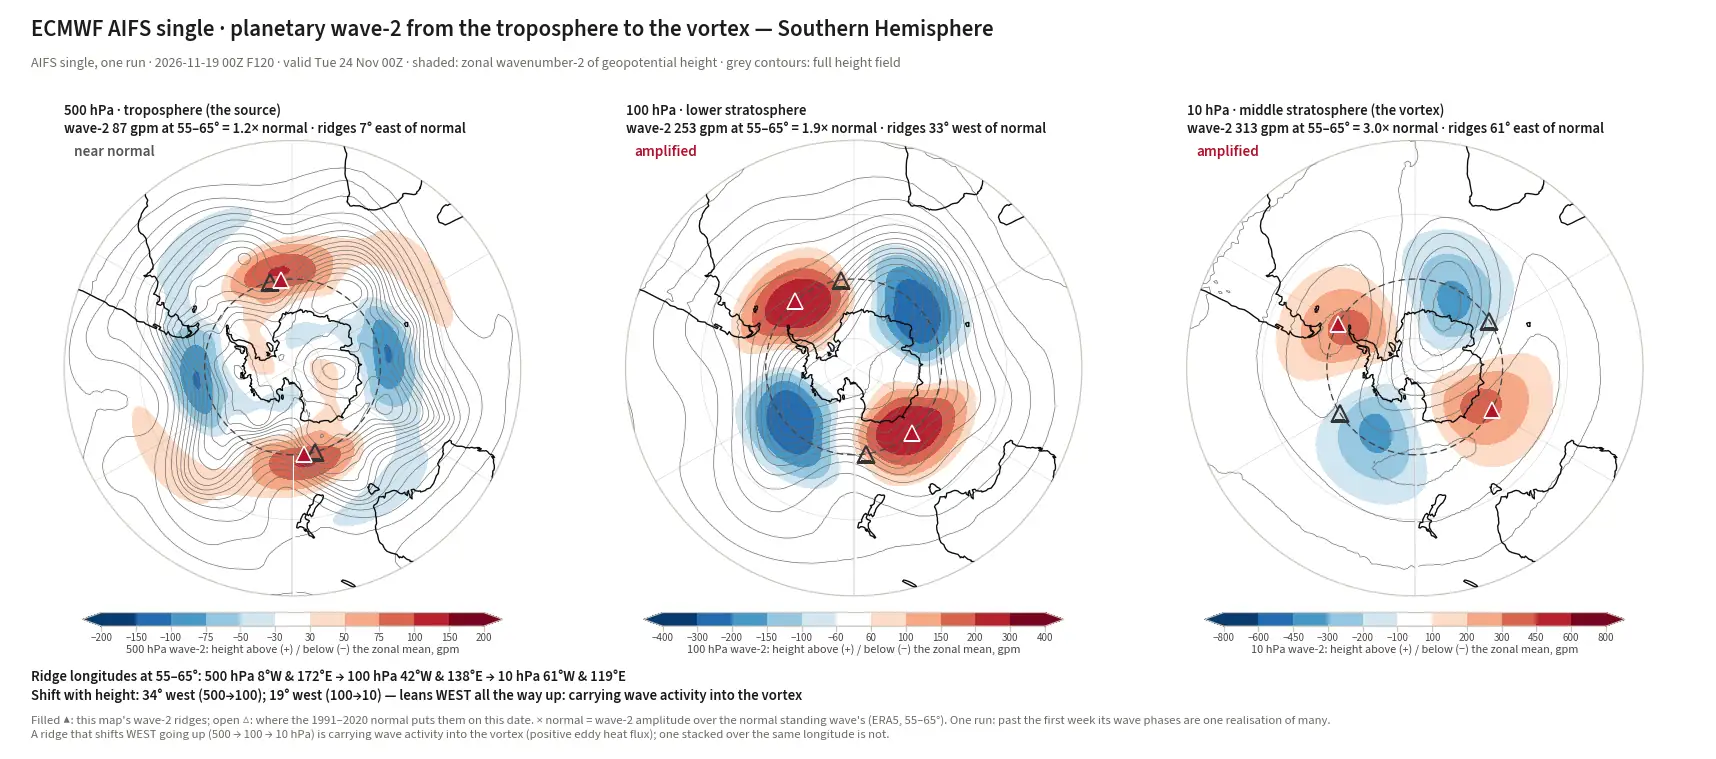 ECMWF AIFS single · planetary wave-2 from the troposphere to the vortex — Southern Hemisphere
AIFS single, one run · 2026-11-19 00Z F120 · valid Tue 24 Nov 00Z · shaded: zonal wavenumber-2 of geopotential height · grey contours: full height field
500 hPa · troposphere (the source)
wave-2 87 gpm at 55–65° = 1.2× normal · ridges 7° east of normal
near normal
100 hPa · lower stratosphere
wave-2 253 gpm at 55–65° = 1.9× normal · ridges 33° west of normal
amplified
10 hPa · middle stratosphere (the vortex)
wave-2 313 gpm at 55–65° = 3.0× normal · ridges 61° east of normal
amplified
−200 −150 −100 −75 −50 −30 30 50 75 100 150 200
500 hPa wave-2: height above (+) / below (−) the zonal mean, gpm
−400 −300 −200 −150 −100 −60 60 100 150 200 300 400
100 hPa wave-2: height above (+) / below (−) the zonal mean, gpm
−800 −600 −450 −300 −200 −100 100 200 300 450 600 800
10 hPa wave-2: height above (+) / below (−) the zonal mean, gpm
Ridge longitudes at 55–65°: 500 hPa 8°W & 172°E → 100 hPa 42°W & 138°E → 10 hPa 61°W & 119°E
Shift with height: 34° west (500→100); 19° west (100→10) — leans WEST all the way up: carrying wave activity into the vortex
Filled ▲: this map's wave-2 ridges; open △: where the 1991–2020 normal puts them on this date. × normal = wave-2 amplitude over the normal standing wave's (ERA5, 55–65°). One run: past the first week its wave phases are one realisation of many.
A ridge that shifts WEST going up (500 → 100 → 10 hPa) is carrying wave activity into the vortex (positive eddy heat flux); one stacked over the same longitude is not.